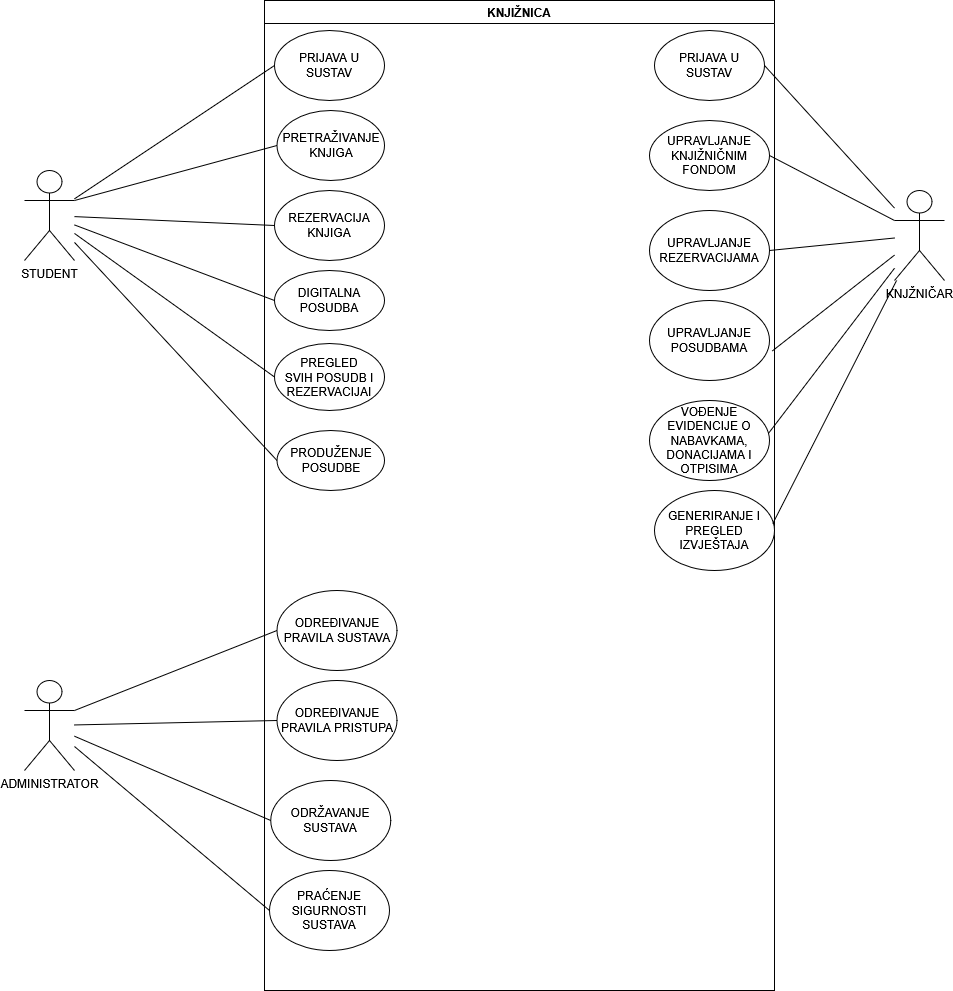 KNJIŽNICA
PRIJAVA U
SUSTAV
PRETRAŽIVANJE
KNJIGA
REZERVACIJA
KNJIGA
STUDENT
DIGITALNA
POSUDBA
PREGLED
SVIH POSUDB I
REZERVACIJAI
PRODUŽENJE
POSUDBE
PRIJAVA U
SUSTAV
UPRAVLJANJE
KNJIŽNIČNIM
FONDOM
UPRAVLJANJE
REZERVACIJAMA
KNJŽNIČAR
UPRAVLJANJE
POSUDBAMA
VOĐENJE
EVIDENCIJE O
NABAVKAMA,
DONACIJAMA I
OTPISIMA
GENERIRANJE I
PREGLED
IZVJEŠTAJA
ODREĐIVANJE
PRAVILA SUSTAVA
ODREĐIVANJE
PRAVILA PRISTUPA
ADMINISTRATOR
ODRŽAVANJE
SUSTAVA
PRAĆENJE
SIGURNOSTI
SUSTAVA